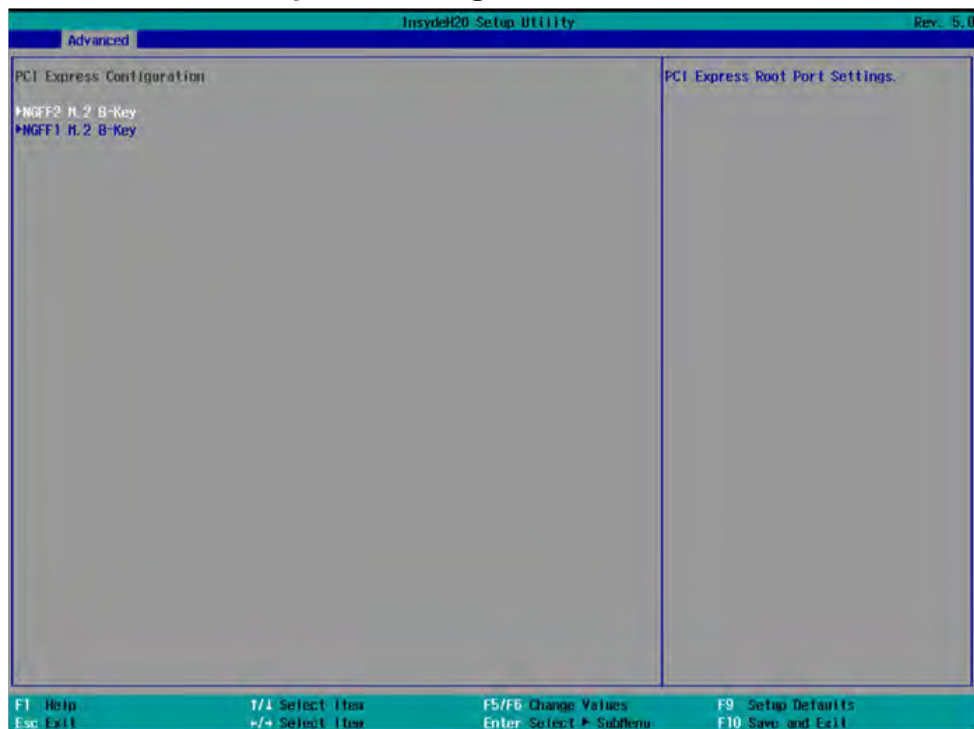 InsydeH20 Setup Utility Rev. 5.0
Advanced
PCI Express Configuration
PCI Express Root Port Settings.
▶NGFF2 M.2 B-Key
▶NGFF1 M.2 B-Key
F1 Help ↑/↓ Select Item F5/F6 Change Values F9 Setup Defaults
Esc Exit ←/→ Select Item Enter Select ▶ SubMenu F10 Save and Exit